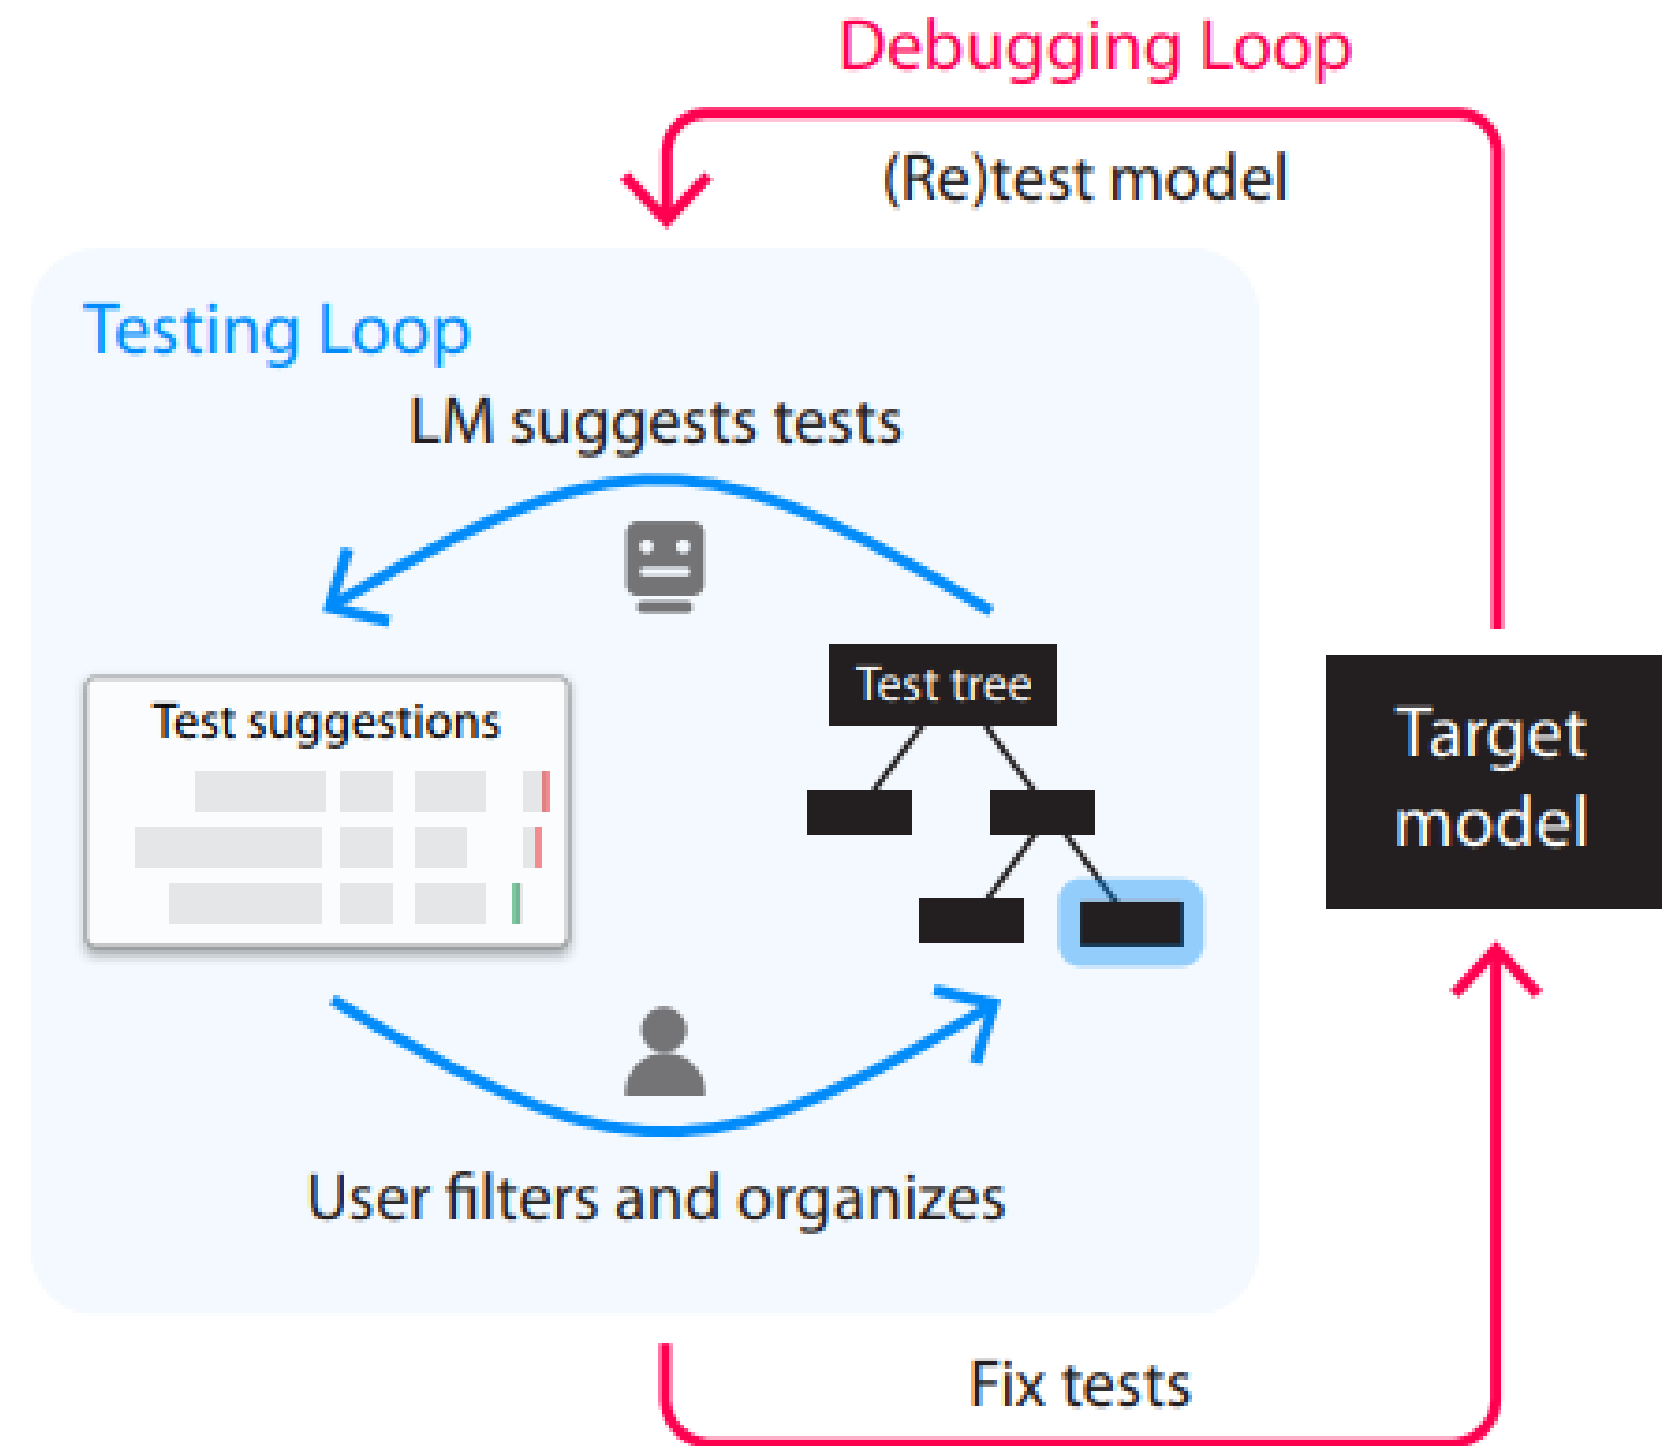 Debugging Loop
(Re)test model
Testing Loop
LM suggests tests
Test suggestions
Test tree
Target
model
User filters and organizes
Fix tests